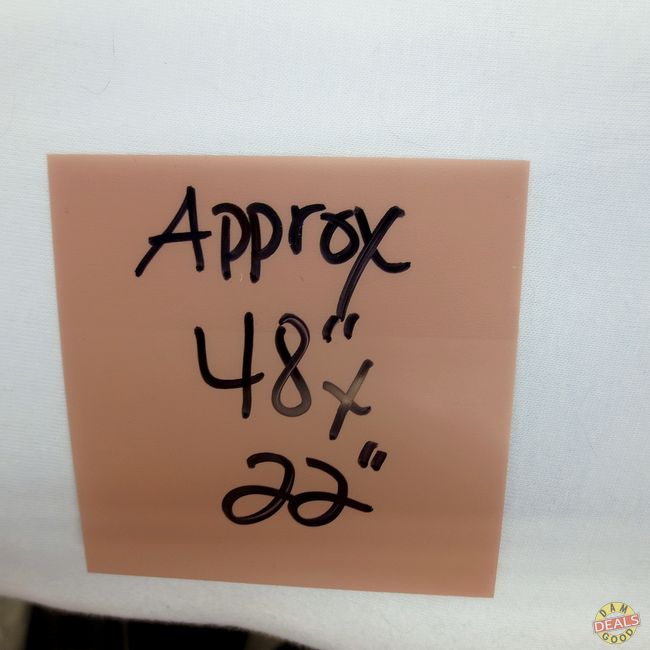 Approx
48" x
22"
DAM
DEALS
GOOD